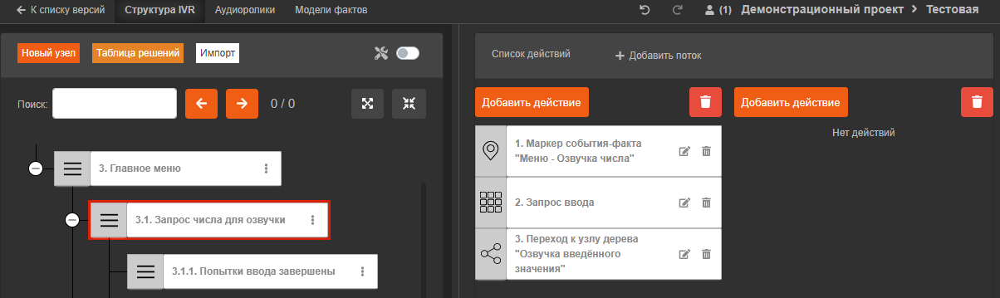 К списку версий
Структура IVR
Аудиоролики
Модели фактов
(1)
Демонстрационный проект
Тестовая
Новый узел
Таблица решений
Импорт
Поиск:
0 / 0
3. Главное меню
3.1. Запрос числа для озвучки
3.1.1. Попытки ввода завершены
Список действий
Добавить поток
Добавить действие
1. Маркер события-факта
"Меню - Озвучка числа"
2. Запрос ввода
3. Переход к узлу дерева
"Озвучка введённого
значения"
Добавить действие
Нет действий